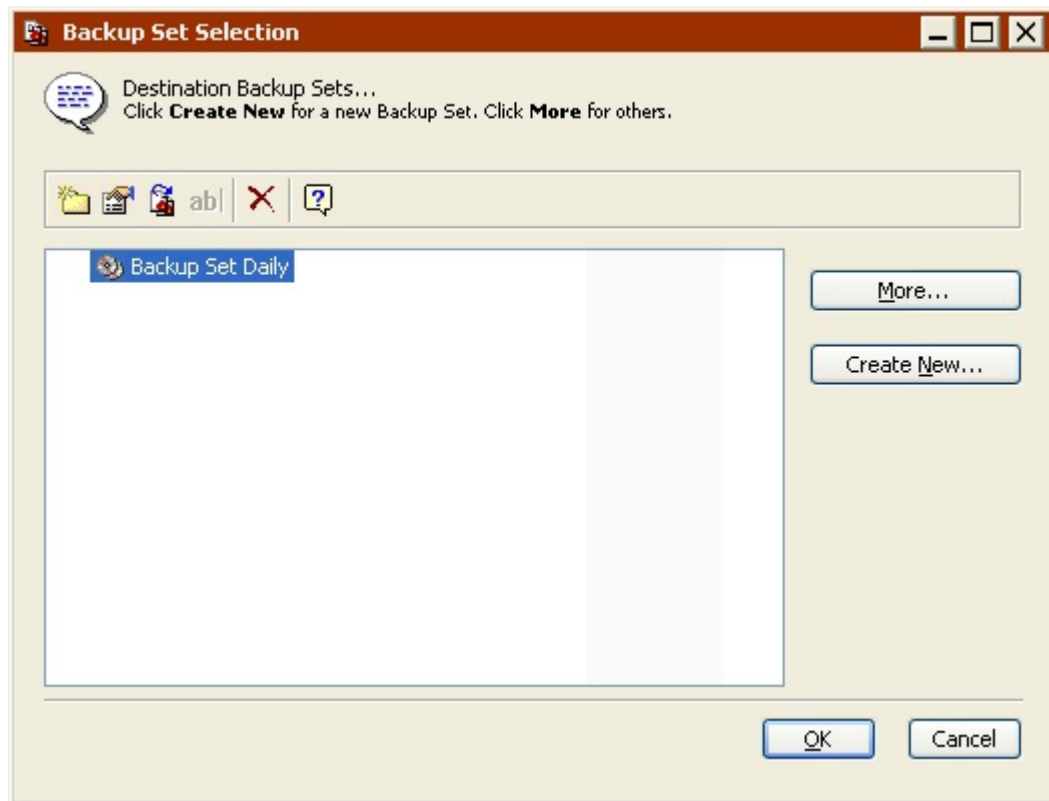 Backup Set Selection
Destination Backup Sets...
Click Create New for a new Backup Set. Click More for others.
ab|
Backup Set Daily
More...
Create New...
OK
Cancel